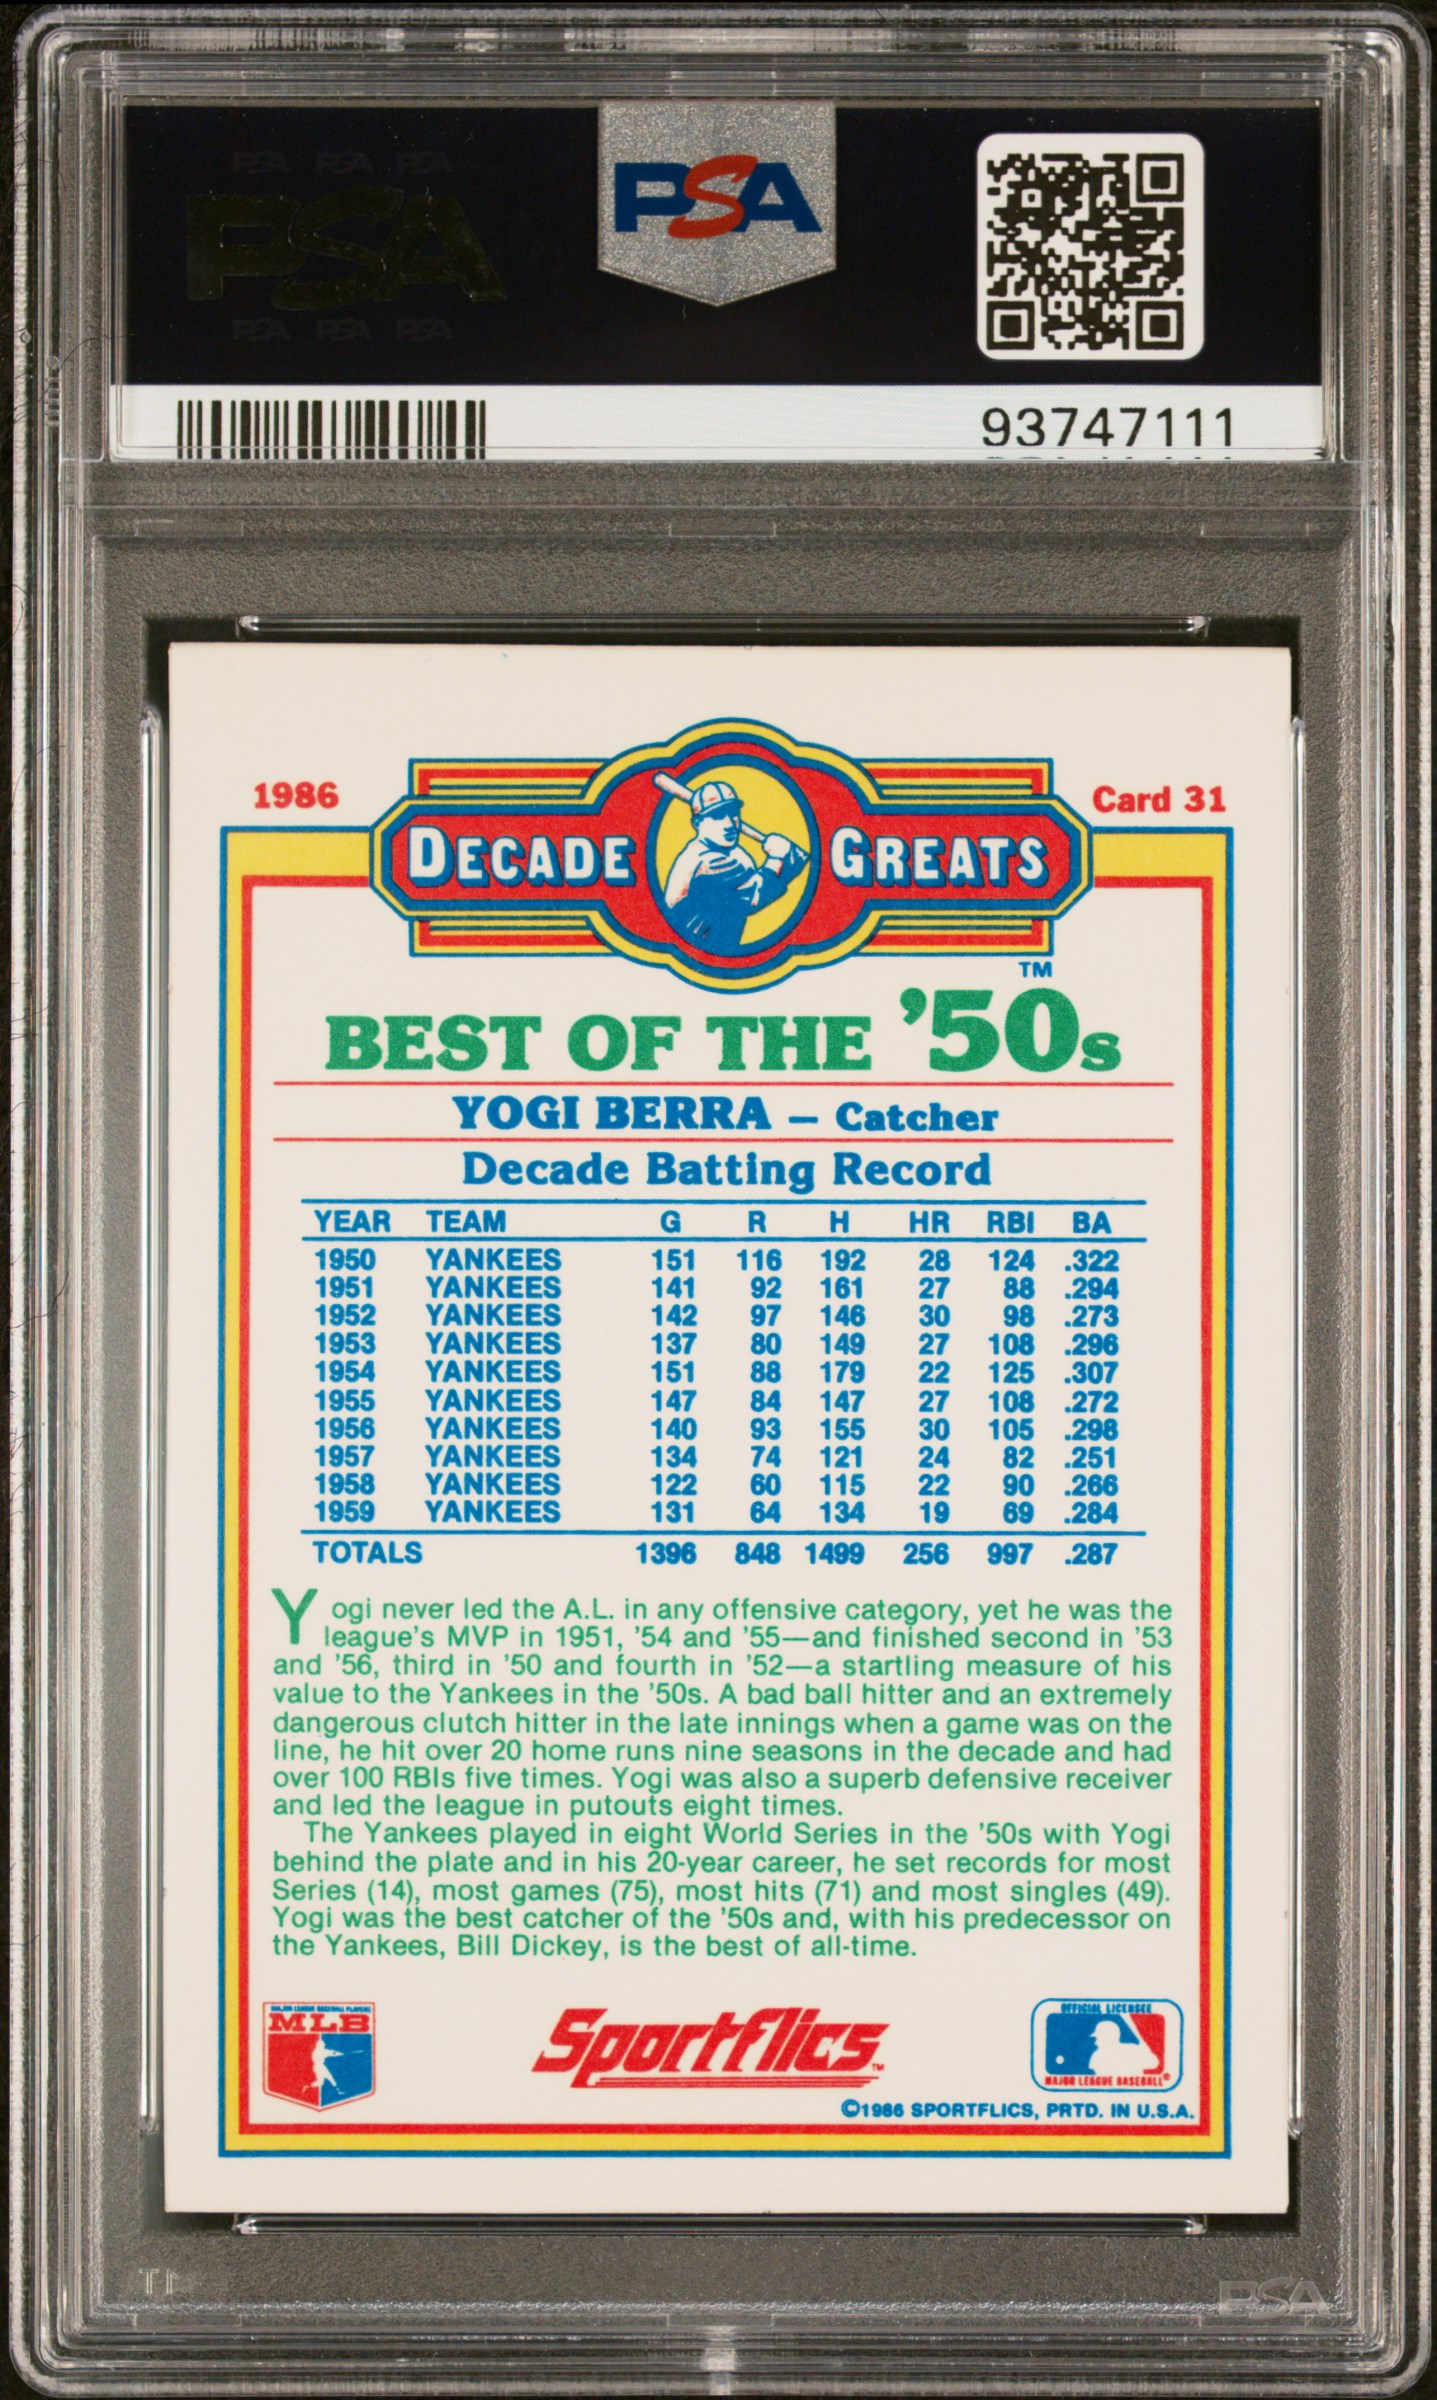 PSA PSA PSA
PSA
PSA PSA PSA
PSA
93747111
1986
Card 31
DECADE GREATS
TM
BEST OF THE '50s
YOGI BERRA – Catcher
Decade Batting Record
YEAR TEAM G R H HR RBI BA
1950 YANKEES 151 116 192 28 124 .322
1951 YANKEES 141 92 161 27 88 .294
1952 YANKEES 142 97 146 30 98 .273
1953 YANKEES 137 80 149 27 108 .296
1954 YANKEES 151 88 179 22 125 .307
1955 YANKEES 147 84 147 27 108 .272
1956 YANKEES 140 93 155 30 105 .298
1957 YANKEES 134 74 121 24 82 .251
1958 YANKEES 122 60 115 22 90 .266
1959 YANKEES 131 64 134 19 69 .284
TOTALS 1396 848 1499 256 997 .287
Yogi never led the A.L. in any offensive category, yet he was the
league's MVP in 1951, '54 and '55—and finished second in '53
and '56, third in '50 and fourth in '52—a startling measure of his
value to the Yankees in the '50s. A bad ball hitter and an extremely
dangerous clutch hitter in the late innings when a game was on the
line, he hit over 20 home runs nine seasons in the decade and had
over 100 RBIs five times. Yogi was also a superb defensive receiver
and led the league in putouts eight times.
The Yankees played in eight World Series in the '50s with Yogi
behind the plate and in his 20-year career, he set records for most
Series (14), most games (75), most hits (71) and most singles (49).
Yogi was the best catcher of the '50s and, with his predecessor on
the Yankees, Bill Dickey, is the best of all-time.
MAJOR LEAGUE BASEBALL PLAYERS
MLB
Sportflics™
OFFICIAL LICENSEE
MAJOR LEAGUE BASEBALL®
©1986 SPORTFLICS, PRTD. IN U.S.A.
PSA